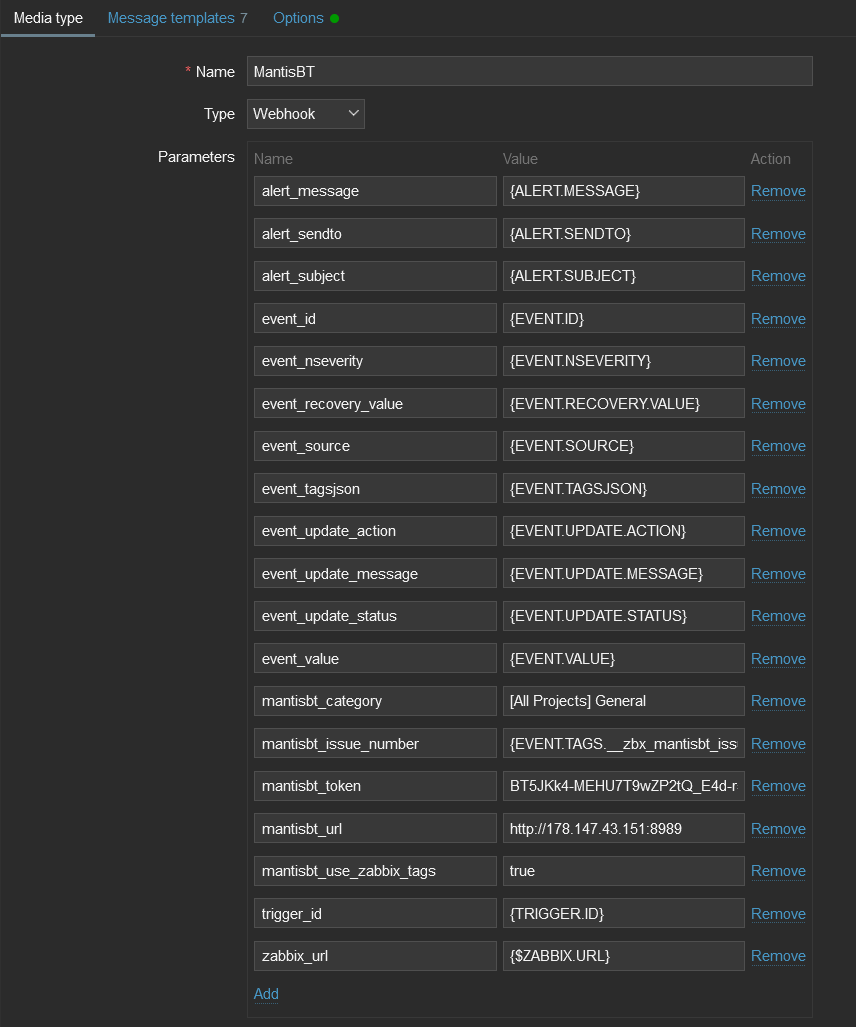 Media type Message templates 7 Options
* Name MantisBT
Type Webhook
Parameters Name Value Action
alert_message {ALERT.MESSAGE} Remove
alert_sendto {ALERT.SENDTO} Remove
alert_subject {ALERT.SUBJECT} Remove
event_id {EVENT.ID} Remove
event_nseverity {EVENT.NSEVERITY} Remove
event_recovery_value {EVENT.RECOVERY.VALUE} Remove
event_source {EVENT.SOURCE} Remove
event_tagsjson {EVENT.TAGSJSON} Remove
event_update_action {EVENT.UPDATE.ACTION} Remove
event_update_message {EVENT.UPDATE.MESSAGE} Remove
event_update_status {EVENT.UPDATE.STATUS} Remove
event_value {EVENT.VALUE} Remove
mantisbt_category [All Projects] General Remove
mantisbt_issue_number {EVENT.TAGS.__zbx_mantisbt_iss Remove
mantisbt_token BT5JKk4-MEHU7T9wZP2tQ_E4d-r Remove
mantisbt_url http://178.147.43.151:8989 Remove
mantisbt_use_zabbix_tags true Remove
trigger_id {TRIGGER.ID} Remove
zabbix_url {$ZABBIX.URL} Remove
Add